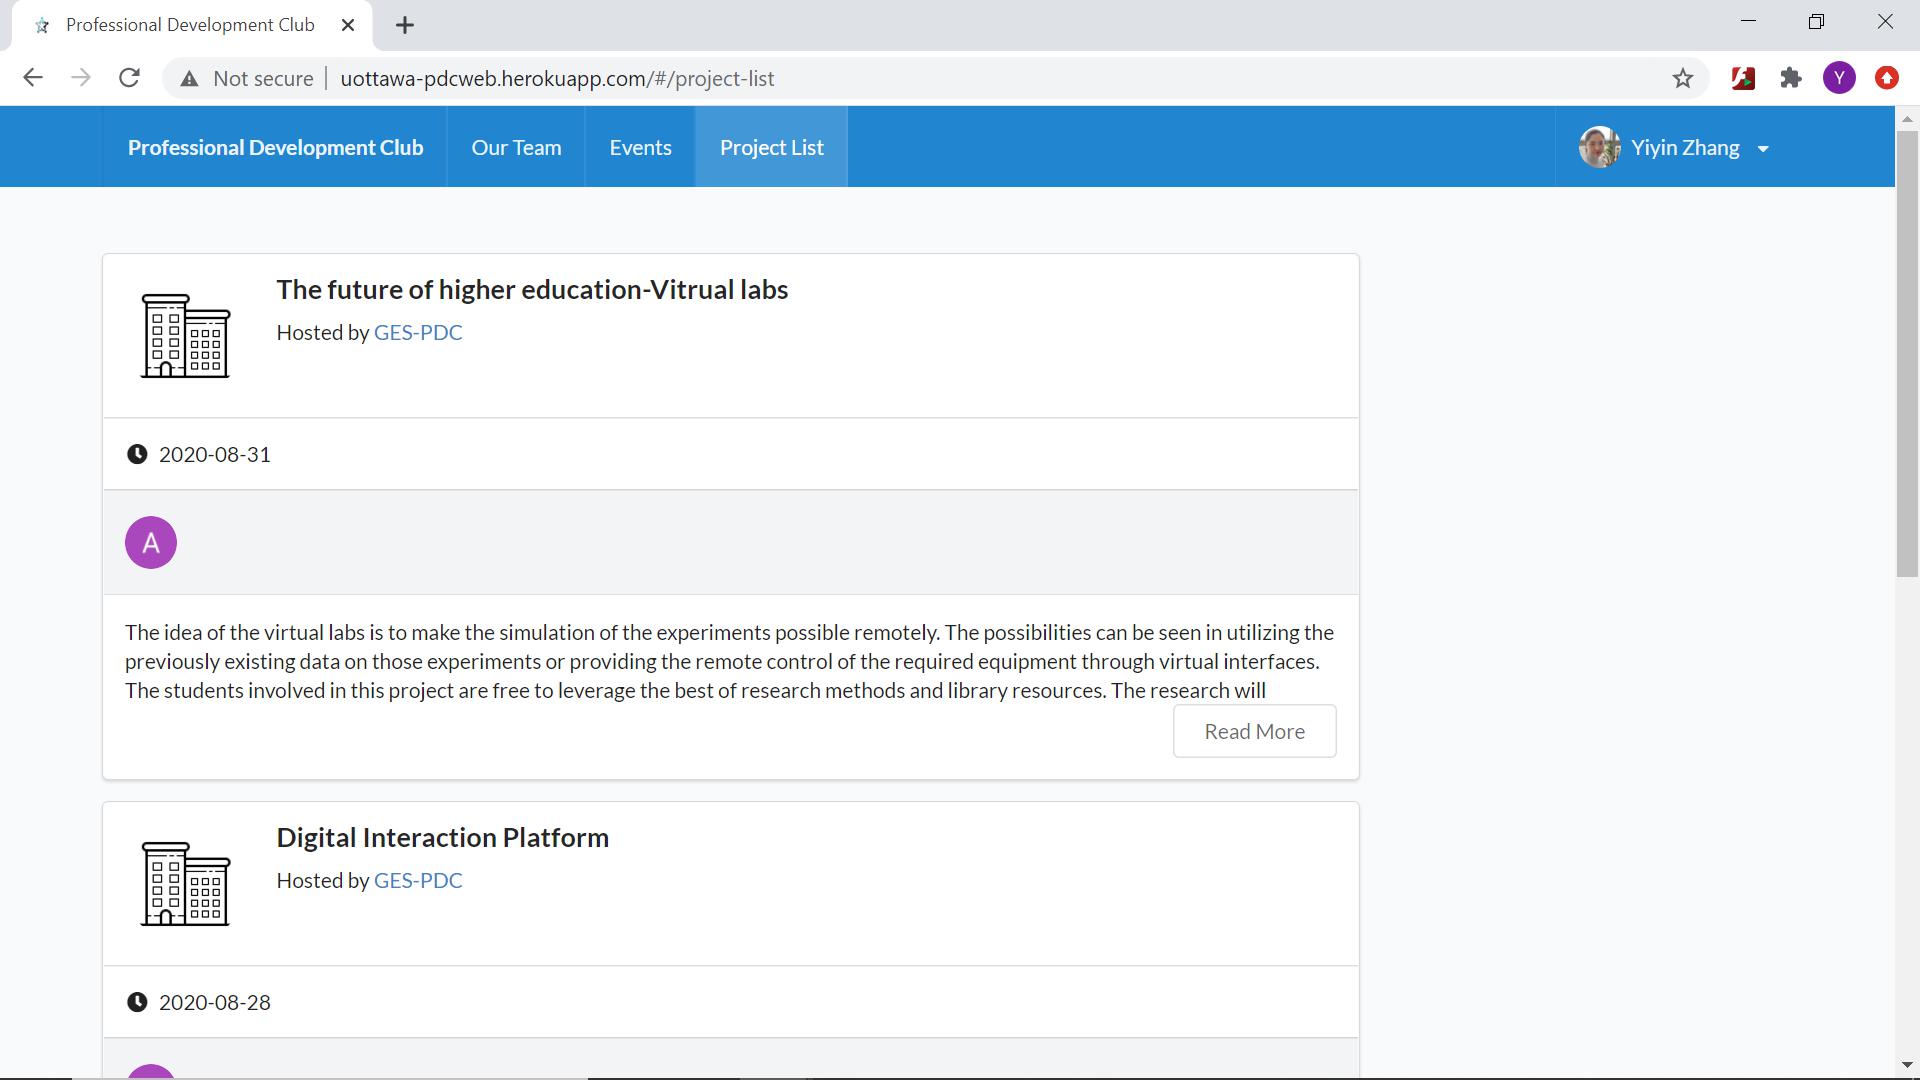 Professional Development Club
Not secure | uottawa-pdcweb.herokuapp.com/#/project-list
Y
Professional Development Club Our Team Events Project List Yiyin Zhang
The future of higher education-Vitrual labs
Hosted by GES-PDC
2020-08-31
A
The idea of the virtual labs is to make the simulation of the experiments possible remotely. The possibilities can be seen in utilizing the
previously existing data on those experiments or providing the remote control of the required equipment through virtual interfaces.
The students involved in this project are free to leverage the best of research methods and library resources. The research will
Read More
Digital Interaction Platform
Hosted by GES-PDC
2020-08-28